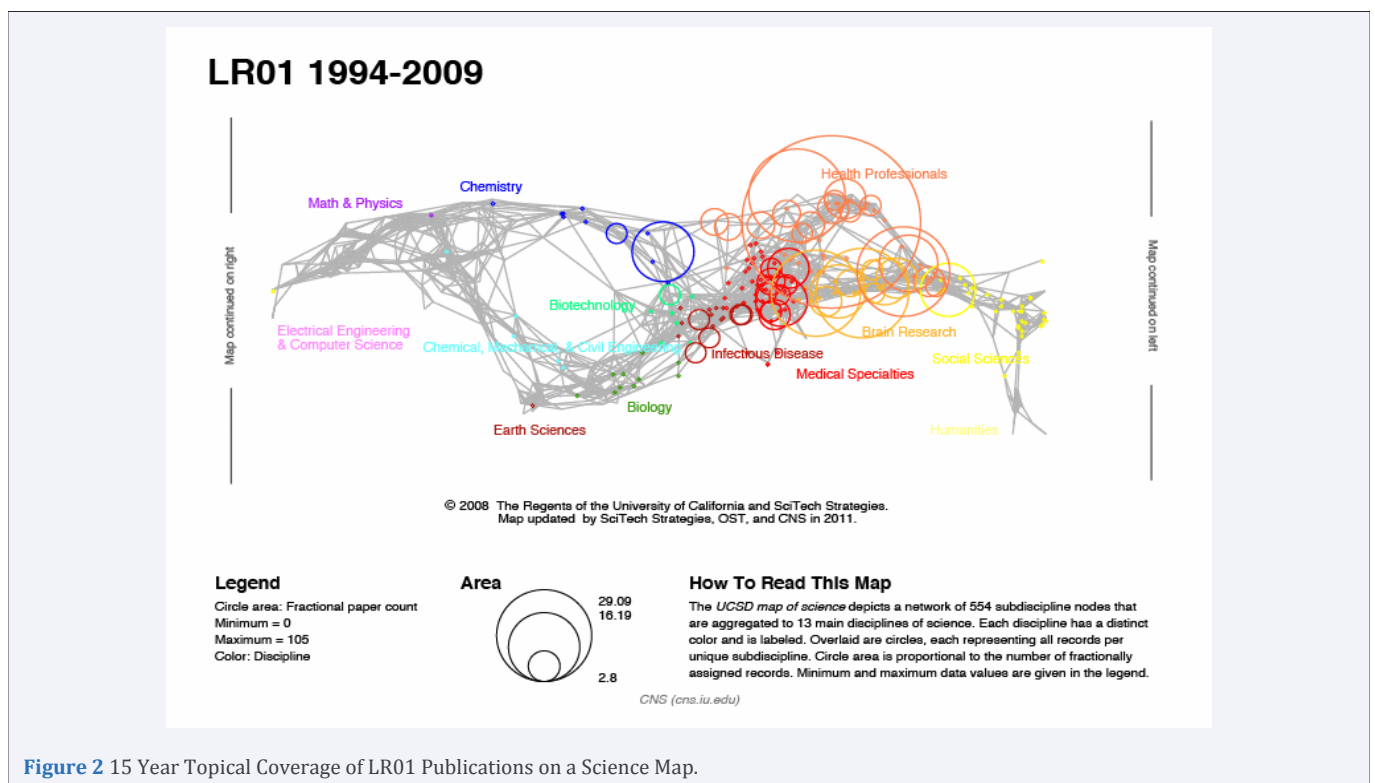 LR01 1994-2009
Health Professionals
Chemistry
Math & Physics
Map continued on right
Map continued on left
Biotechnology
Electrical Engineering
& Computer Science
Chemical, Mechanical, & Civil Engineering
Brain Research
Infectious Disease
Social Sciences
Medical Specialties
Biology
Earth Sciences
Humanities
© 2008 The Regents of the University of California and SciTech Strategies.
Map updated by SciTech Strategies, OST, and CNS in 2011.
Legend
Circle area: Fractional paper count
Minimum = 0
Maximum = 105
Color: Discipline
Area
29.09
16.19
2.8
How To Read This Map
The UCSD map of science depicts a network of 554 subdiscipline nodes that
are aggregated to 13 main disciplines of science. Each discipline has a distinct
color and is labeled. Overlaid are circles, each representing all records per
unique subdiscipline. Circle area is proportional to the number of fractionally
assigned records. Minimum and maximum data values are given in the legend.
CNS (cns.iu.edu)
Figure 2 15 Year Topical Coverage of LR01 Publications on a Science Map.